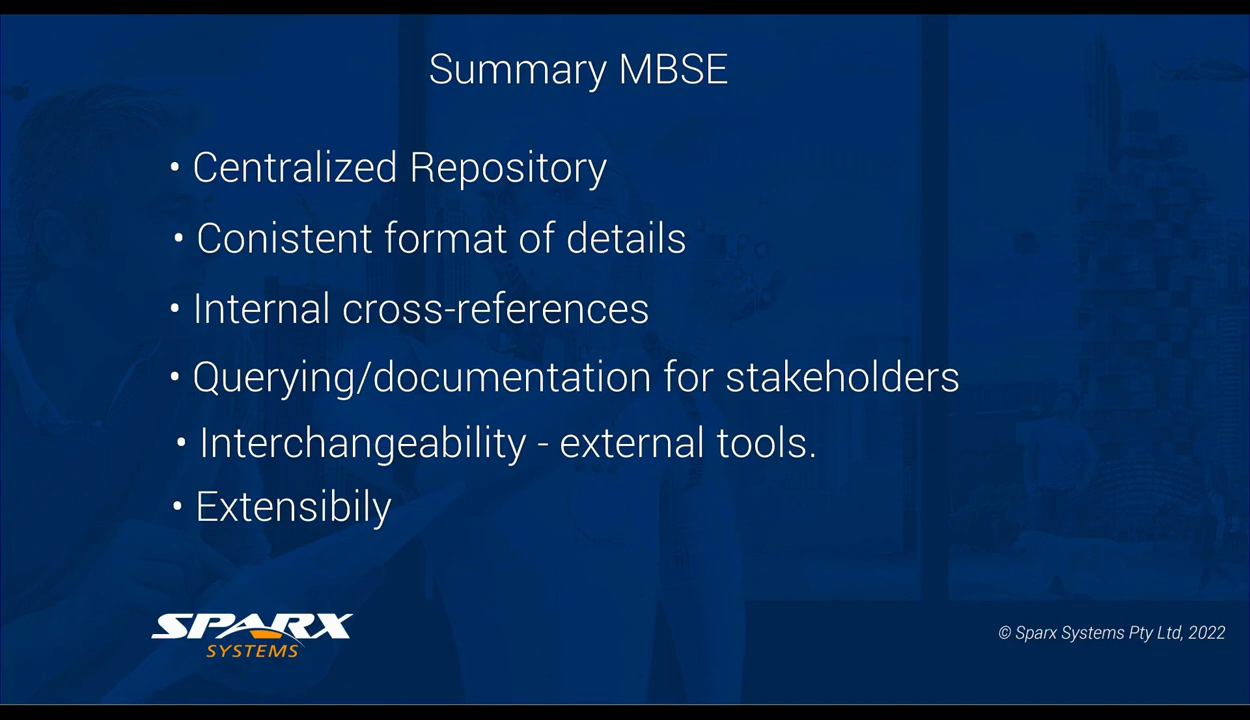 Summary MBSE
• Centralized Repository
• Conistent format of details
• Internal cross-references
• Querying/documentation for stakeholders
• Interchangeability - external tools.
• Extensibily
SPARX
SYSTEMS
© Sparx Systems Pty Ltd, 2022